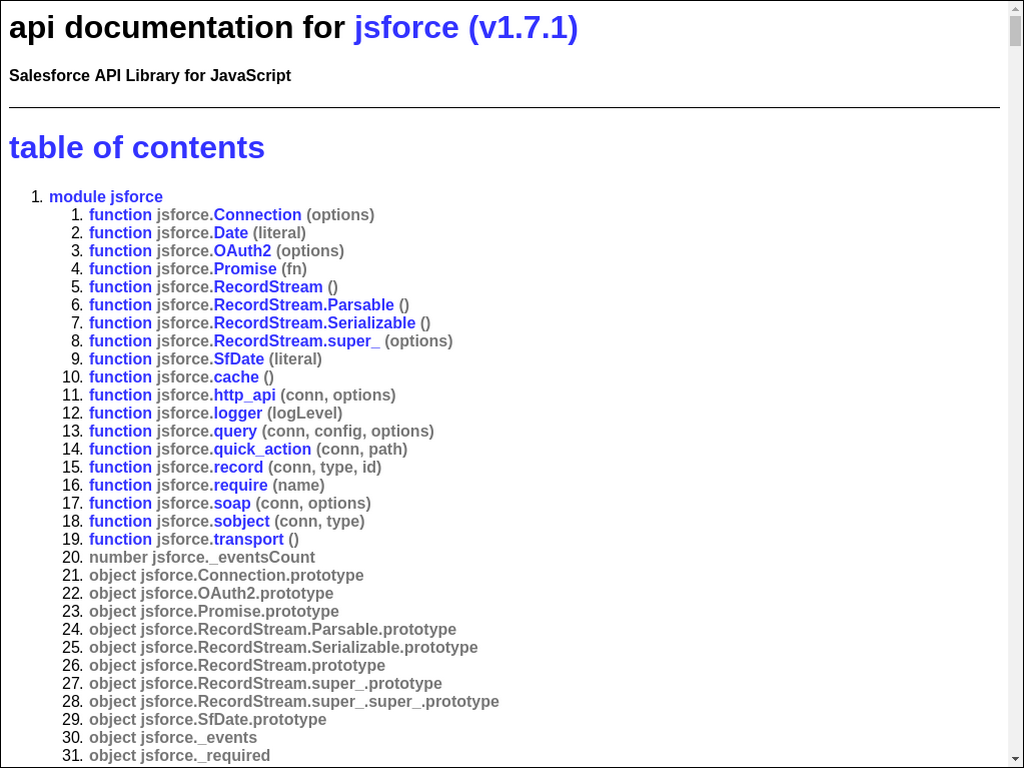 api documentation for jsforce (v1.7.1)
Salesforce API Library for JavaScript
table of contents
1. module jsforce
1. function jsforce.Connection (options)
2. function jsforce.Date (literal)
3. function jsforce.OAuth2 (options)
4. function jsforce.Promise (fn)
5. function jsforce.RecordStream ()
6. function jsforce.RecordStream.Parsable ()
7. function jsforce.RecordStream.Serializable ()
8. function jsforce.RecordStream.super_ (options)
9. function jsforce.SfDate (literal)
10. function jsforce.cache ()
11. function jsforce.http_api (conn, options)
12. function jsforce.logger (logLevel)
13. function jsforce.query (conn, config, options)
14. function jsforce.quick_action (conn, path)
15. function jsforce.record (conn, type, id)
16. function jsforce.require (name)
17. function jsforce.soap (conn, options)
18. function jsforce.sobject (conn, type)
19. function jsforce.transport ()
20. number jsforce._eventsCount
21. object jsforce.Connection.prototype
22. object jsforce.OAuth2.prototype
23. object jsforce.Promise.prototype
24. object jsforce.RecordStream.Parsable.prototype
25. object jsforce.RecordStream.Serializable.prototype
26. object jsforce.RecordStream.prototype
27. object jsforce.RecordStream.super_.prototype
28. object jsforce.RecordStream.super_.super_.prototype
29. object jsforce.SfDate.prototype
30. object jsforce._events
31. object jsforce._required